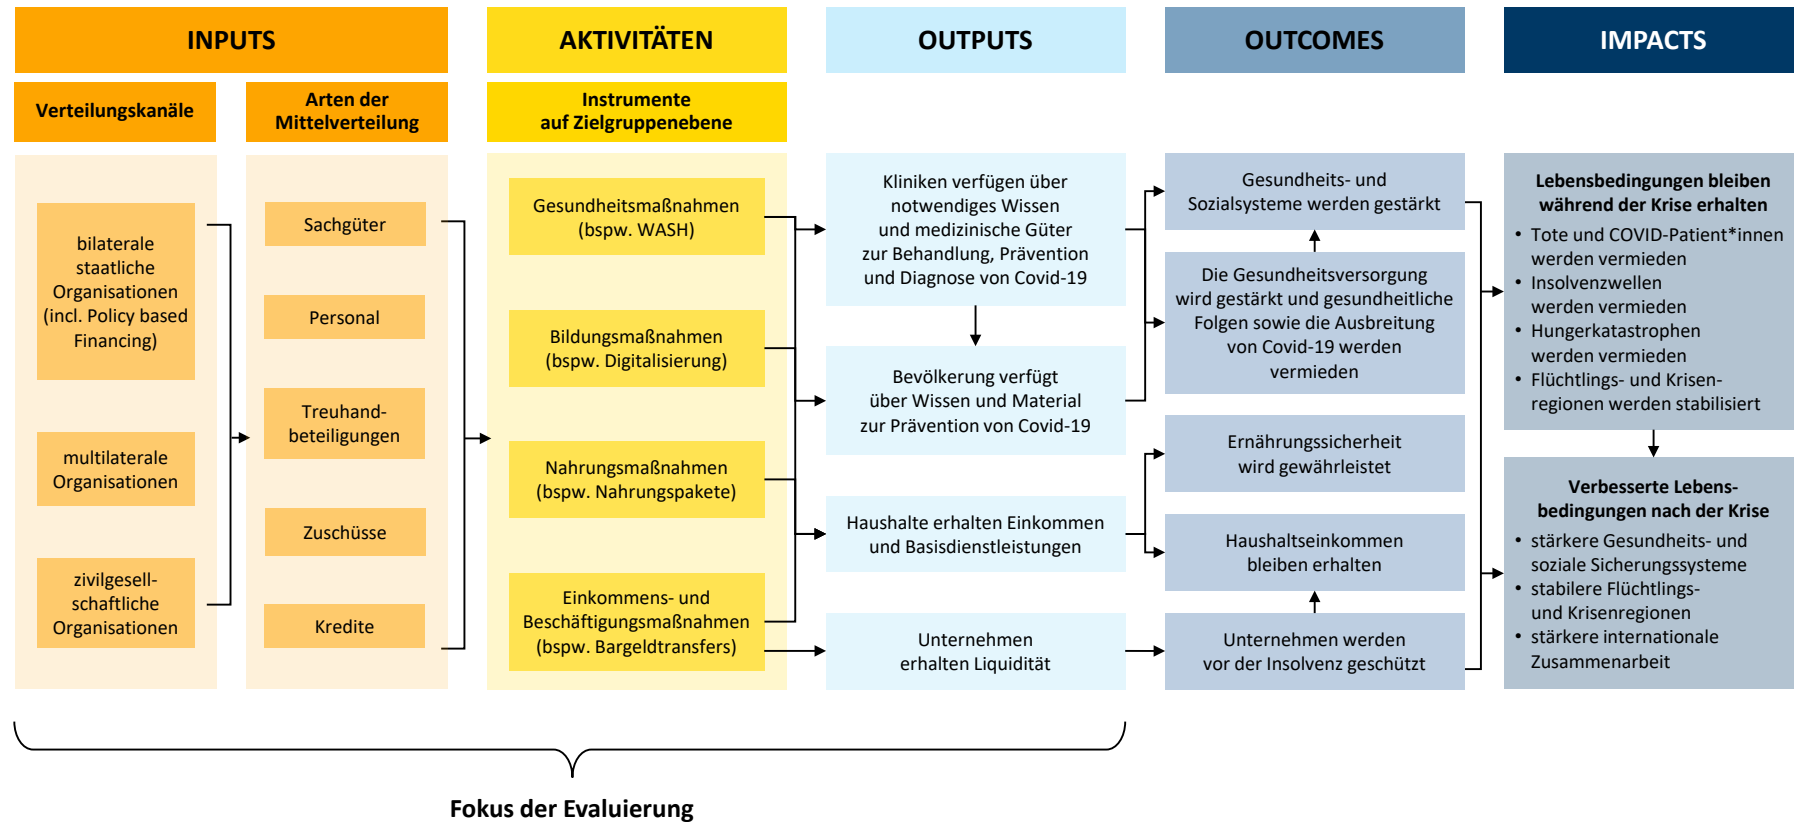 INPUTS
Verteilungskanäle
Arten der
Mittelverteilung
bilaterale
staatliche
Organisationen
(incl. Policy based
Financing)
multilaterale
Organisationen
zivilgesell-
schaftliche
Organisationen
Sachgüter
Personal
Treuhand-
beteiligungen
Zuschüsse
Kredite
AKTIVITÄTEN
Instrumente
auf Zielgruppenebene
Gesundheitsmaßnahmen
(bspw. WASH)
Bildungsmaßnahmen
(bspw. Digitalisierung)
Nahrungsmaßnahmen
(bspw. Nahrungspakete)
Einkommens- und
Beschäftigungsmaßnahmen
(bspw. Bargeldtransfers)
OUTPUTS
Kliniken verfügen über
notwendiges Wissen
und medizinische Güter
zur Behandlung, Prävention
und Diagnose von Covid-19
Bevölkerung verfügt
über Wissen und Material
zur Prävention von Covid-19
Haushalte erhalten Einkommen
und Basisdienstleistungen
Unternehmen
erhalten Liquidität
OUTCOMES
Gesundheits- und
Sozialsysteme werden gestärkt
Die Gesundheitsversorgung
wird gestärkt und gesundheitliche
Folgen sowie die Ausbreitung
von Covid-19 werden
vermieden
Ernährungssicherheit
wird gewährleistet
Haushaltseinkommen
bleiben erhalten
Unternehmen werden
vor der Insolvenz geschützt
IMPACTS
Lebensbedingungen bleiben
während der Krise erhalten
• Tote und COVID-Patient*innen
werden vermieden
• Insolvenzwellen
werden vermieden
• Hungerkatastrophen
werden vermieden
• Flüchtlings- und Krisen-
regionen werden stabilisiert
Verbesserte Lebens-
bedingungen nach der Krise
• stärkere Gesundheits- und
soziale Sicherungssysteme
• stabilere Flüchtlings-
und Krisenregionen
• stärkere internationale
Zusammenarbeit
Fokus der Evaluierung